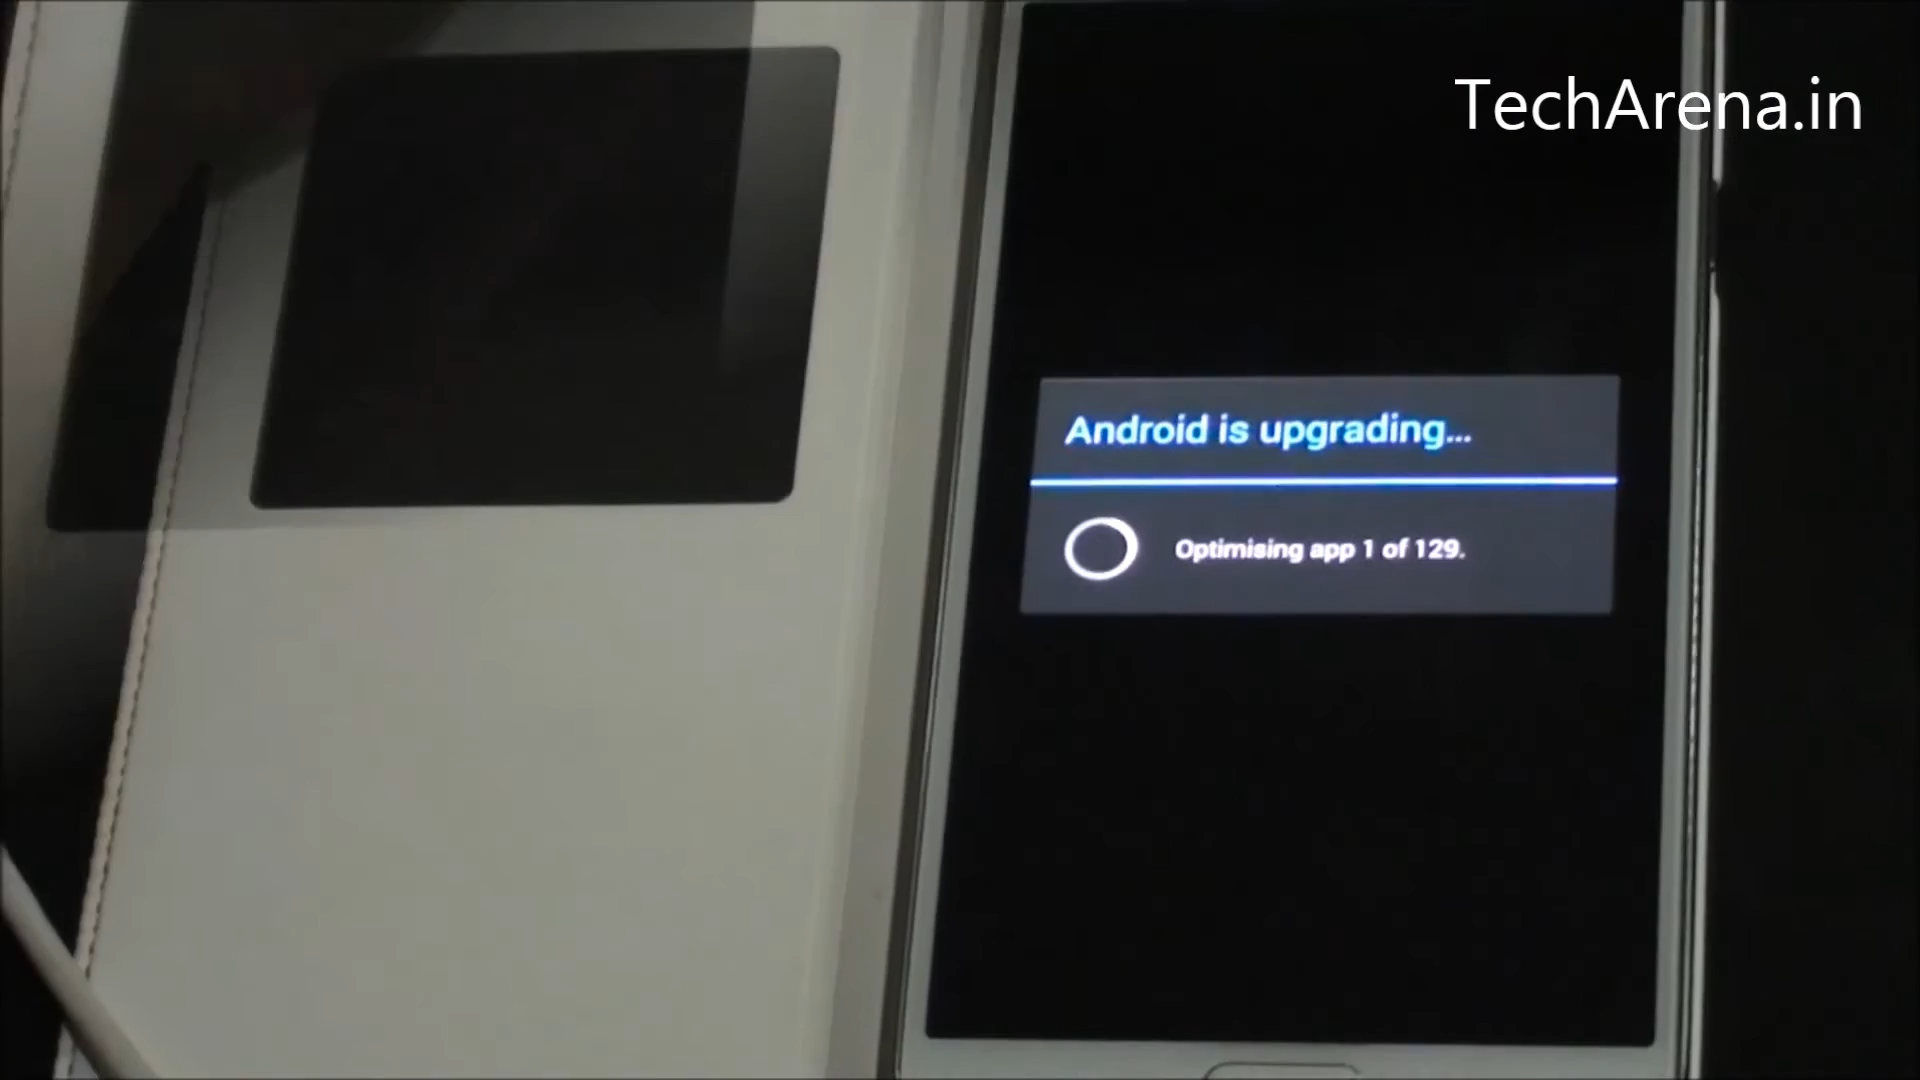 TechArena.in
Android is upgrading...
Optimising app 1 of 129.